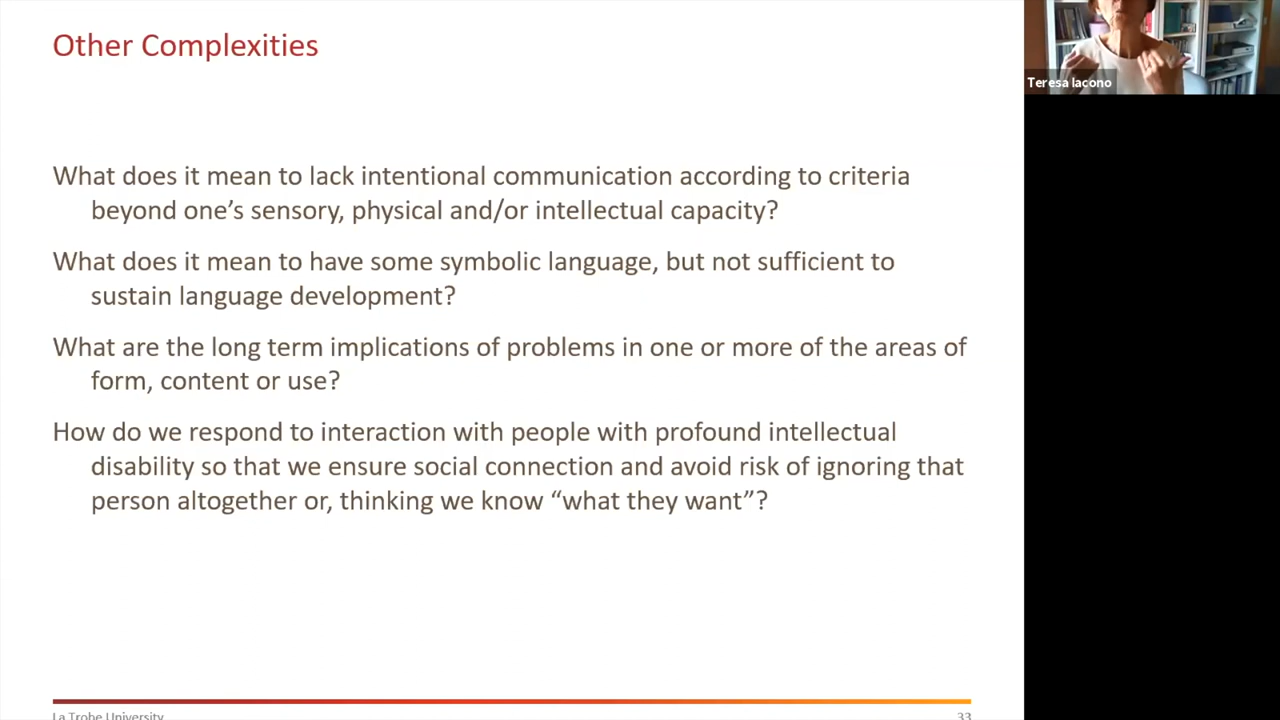 Other Complexities
Teresa Iacono
What does it mean to lack intentional communication according to criteria
beyond one’s sensory, physical and/or intellectual capacity?
What does it mean to have some symbolic language, but not sufficient to
sustain language development?
What are the long term implications of problems in one or more of the areas of
form, content or use?
How do we respond to interaction with people with profound intellectual
disability so that we ensure social connection and avoid risk of ignoring that
person altogether or, thinking we know “what they want”?
La Trobe University
33